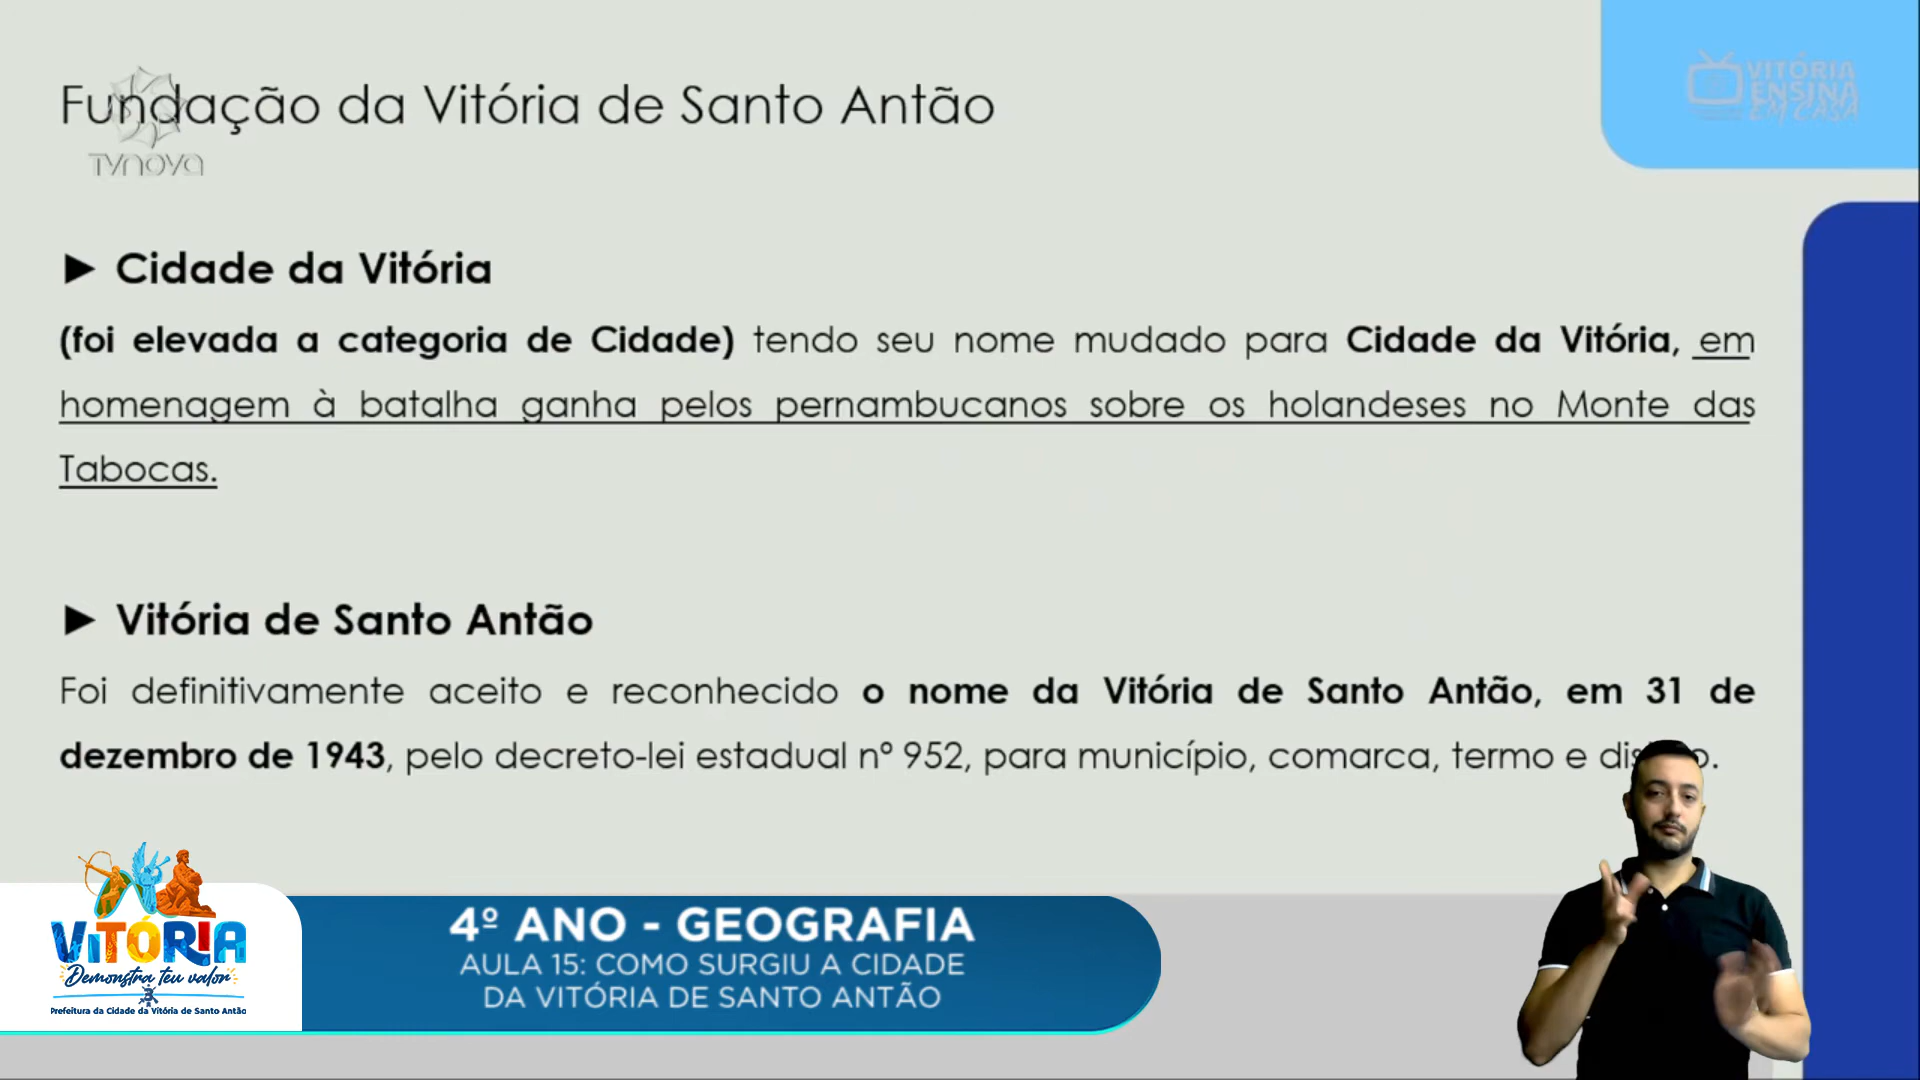 Fundação da Vitória de Santo Antão
TVNOVA
VITÓRIA
ENSINA
EM CASA
► Cidade da Vitória
(foi elevada a categoria de Cidade) tendo seu nome mudado para Cidade da Vitória, em
homenagem à batalha ganha pelos pernambucanos sobre os holandeses no Monte das
Tabocas.
► Vitória de Santo Antão
Foi definitivamente aceito e reconhecido o nome da Vitória de Santo Antão, em 31 de
dezembro de 1943, pelo decreto-lei estadual nº 952, para município, comarca, termo e
VITÓRIA
Demonstra teu valor
Prefeitura da Cidade da Vitória de Santo Antão
4º ANO - GEOGRAFIA
AULA 15: COMO SURGIU A CIDADE
DA VITÓRIA DE SANTO ANTÃO